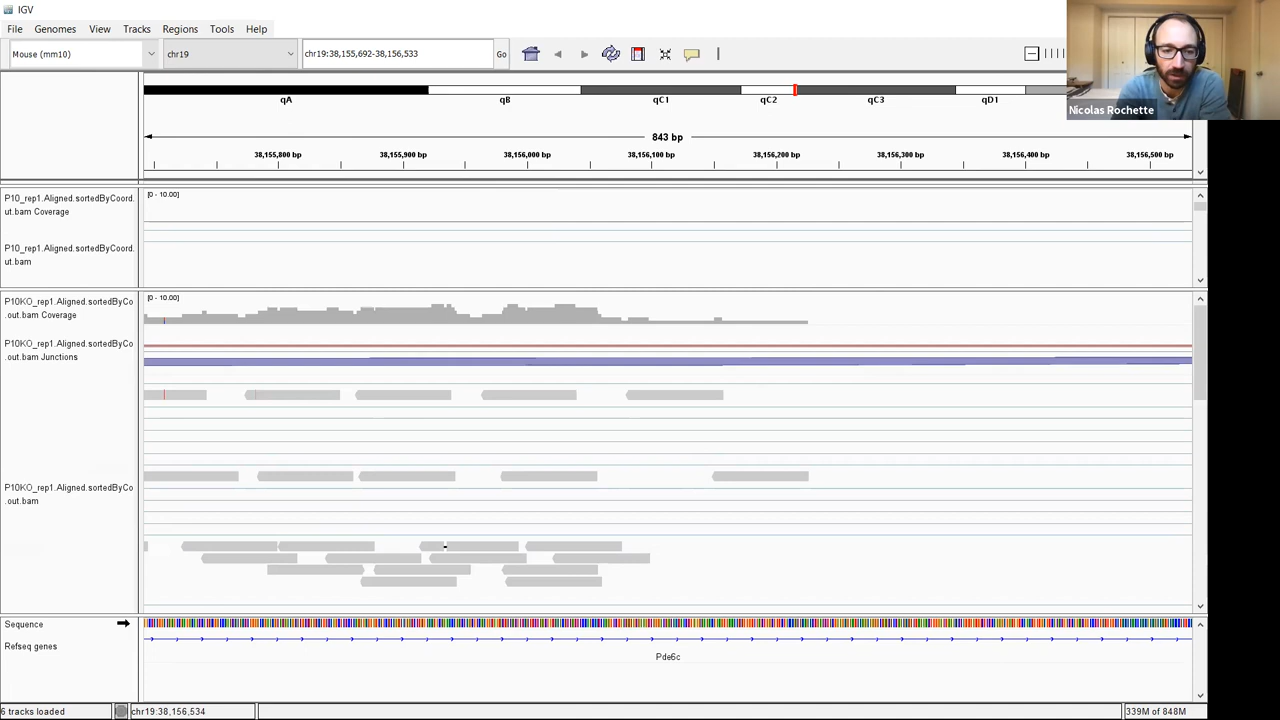 IGV
File Genomes View Tracks Regions Tools Help
Mouse (mm10) chr19 chr19:38,155,692-38,156,533 Go
Nicolas Rochette
qA qB qC1 qC2 qC3 qD1
843 bp
38,155,800 bp 38,155,900 bp 38,156,000 bp 38,156,100 bp 38,156,200 bp 38,156,300 bp 38,156,400 bp 38,156,500 bp
P10_rep1.Aligned.sortedByCoord.
ut.bam Coverage
[0 - 10.00]
P10_rep1.Aligned.sortedByCoord.
ut.bam
P10KO_rep1.Aligned.sortedByCo
.out.bam Coverage
[0 - 10.00]
P10KO_rep1.Aligned.sortedByCo
.out.bam Junctions
P10KO_rep1.Aligned.sortedByCo
.out.bam
Sequence
Refseq genes
Pde6c
6 tracks loaded chr19:38,156,534 339M of 848M